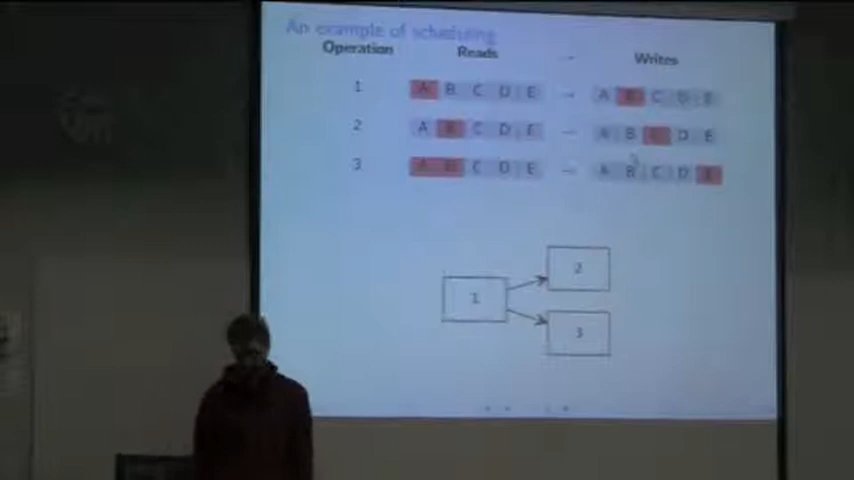 An example of scheduling
Operation Reads → Writes
1 A B C D E → A B C D E
2 A B C D E → A B C D E
3 A B C D E → A B C D E
1
2
3